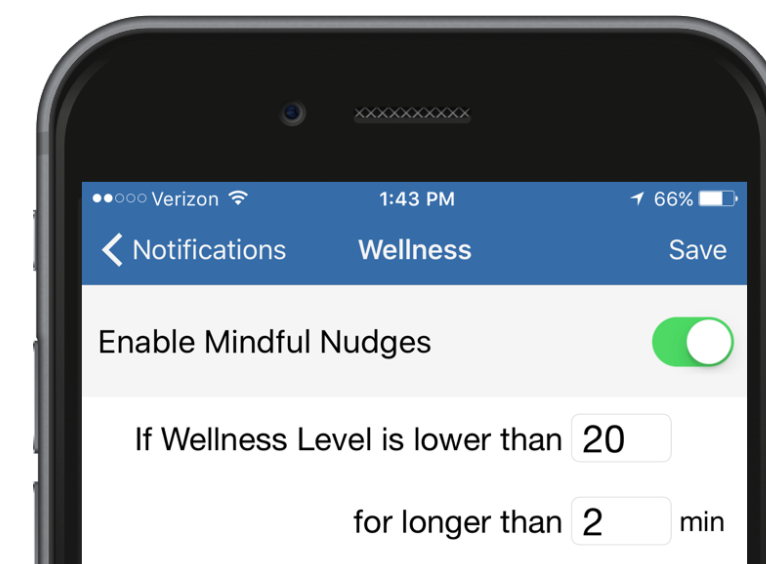 Verizon 1:43 PM 66%
Notifications Wellness Save
Enable Mindful Nudges
If Wellness Level is lower than 20
for longer than 2 min